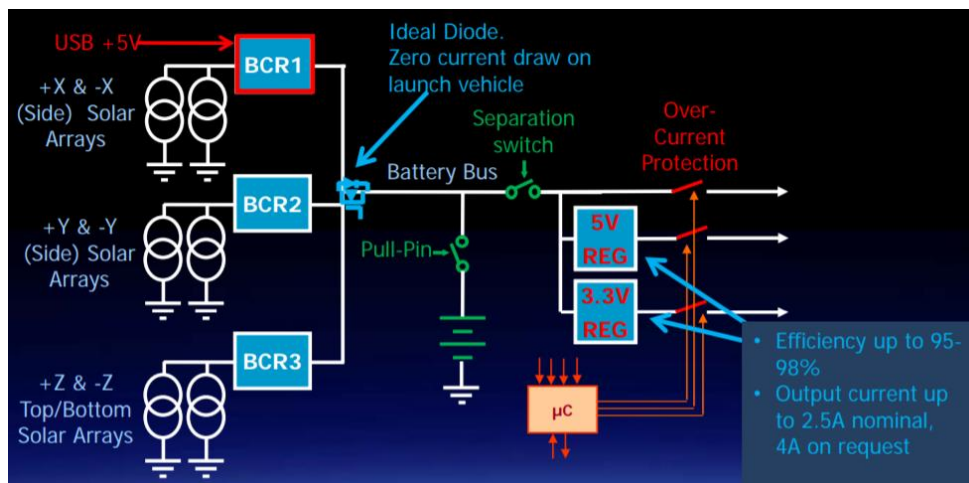 USB +5V
BCR1
+X & -X
(Side) Solar
Arrays
Ideal Diode.
Zero current draw on
launch vehicle
Separation
switch
Over-
Current
Protection
Battery Bus
BCR2
+Y & -Y
(Side) Solar
Arrays
Pull-Pin
5V
REG
3.3V
REG
BCR3
+Z & -Z
Top/Bottom
Solar Arrays
µC
• Efficiency up to 95-
98%
• Output current up
to 2.5A nominal,
4A on request